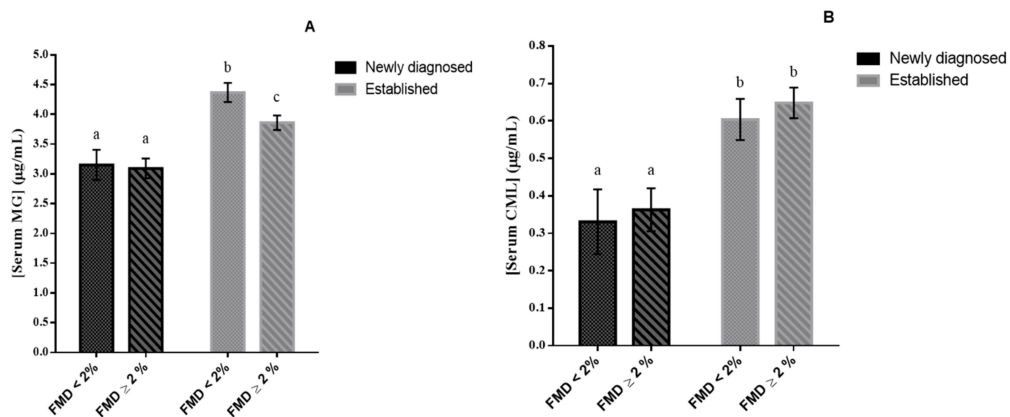 A
[Serum MG] (µg/mL)
5.0
4.5
4.0
3.5
3.0
2.5
2.0
1.5
1.0
0.5
0.0
a
a
b
c
FMD < 2%
FMD ≥ 2 %
FMD < 2%
FMD ≥ 2 %
Newly diagnosed
Established
B
[Serum CML] (µg/mL)
0.8
0.7
0.6
0.5
0.4
0.3
0.2
0.1
0.0
a
a
b
b
FMD < 2%
FMD ≥ 2 %
FMD < 2%
FMD ≥ 2 %
Newly diagnosed
Established